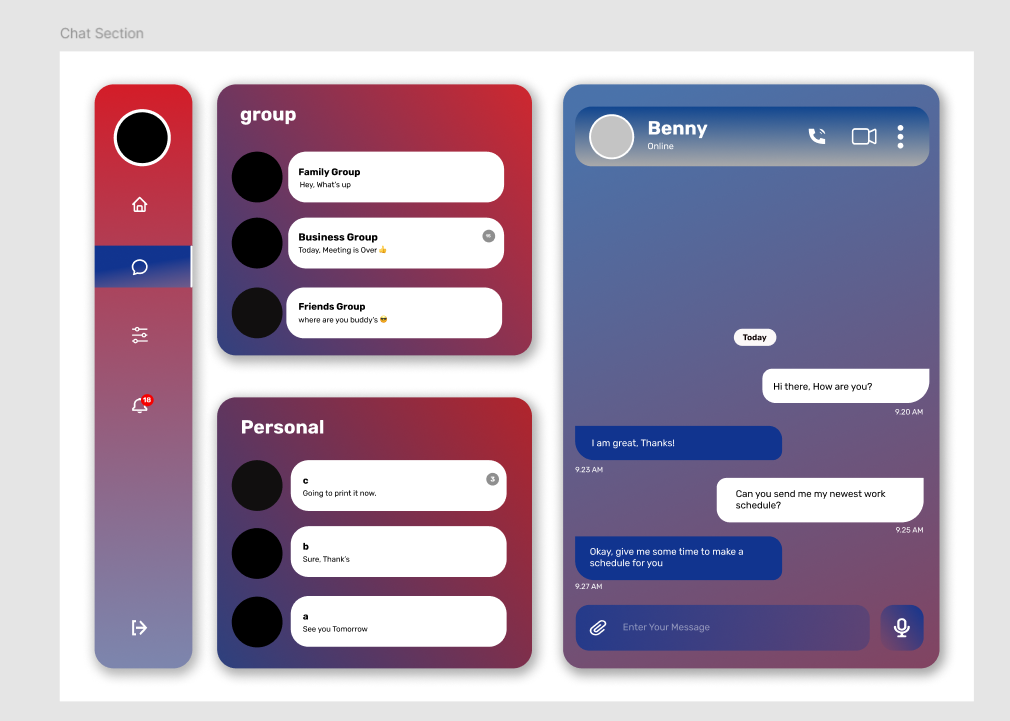 Chat Section
group
Family Group
Hey, What's up
Business Group
Today, Meeting is Over 👍
Friends Group
where are you buddy's 😎
18
Personal
c
3
Going to print it now.
b
Sure, Thank's
a
See you Tomorrow
Benny
Online
Today
Hi there, How are you?
9.20 AM
I am great, Thanks!
9.23 AM
Can you send me my newest work
schedule?
9.25 AM
Okay, give me some time to make a
schedule for you
9.27 AM
Enter Your Message